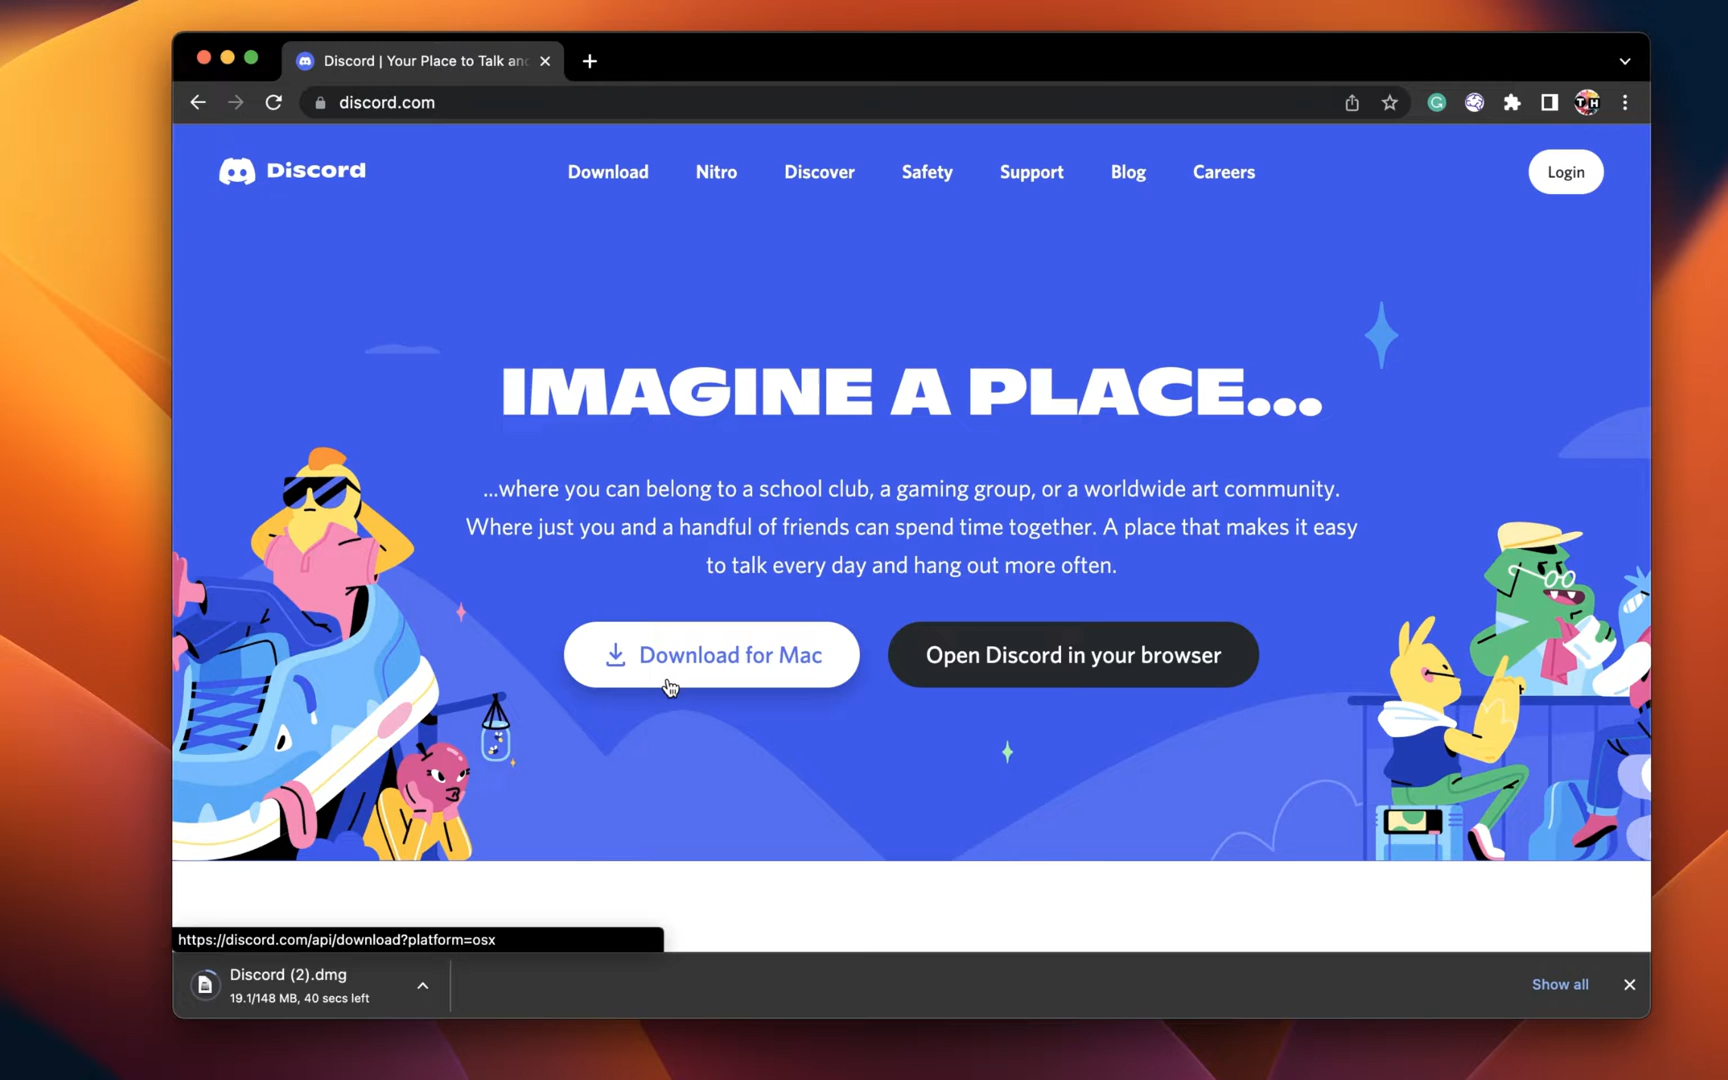 Discord | Your Place to Talk an
discord.com
Discord
Download
Nitro
Discover
Safety
Support
Blog
Careers
Login
IMAGINE A PLACE...
...where you can belong to a school club, a gaming group, or a worldwide art community.
Where just you and a handful of friends can spend time together. A place that makes it easy
to talk every day and hang out more often.
Download for Mac
Open Discord in your browser
https://discord.com/api/download?platform=osx
Discord (2).dmg
19.1/148 MB, 40 secs left
Show all